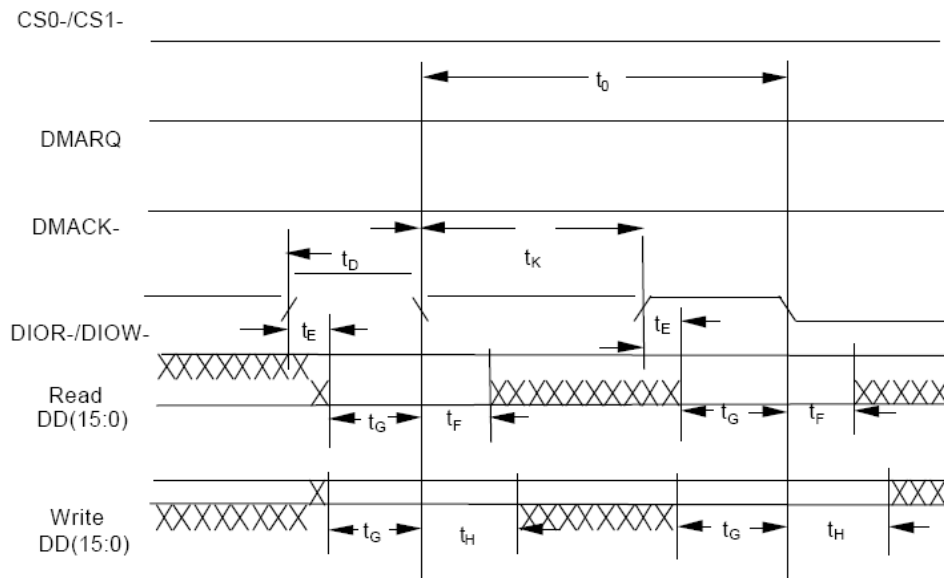 CS0-/CS1-
t0
DMARQ
DMACK-
tD
tK
DIOR-/DIOW-
tE
tE
Read
DD(15:0)
tG
tF
tG
tF
Write
DD(15:0)
tG
tH
tG
tH